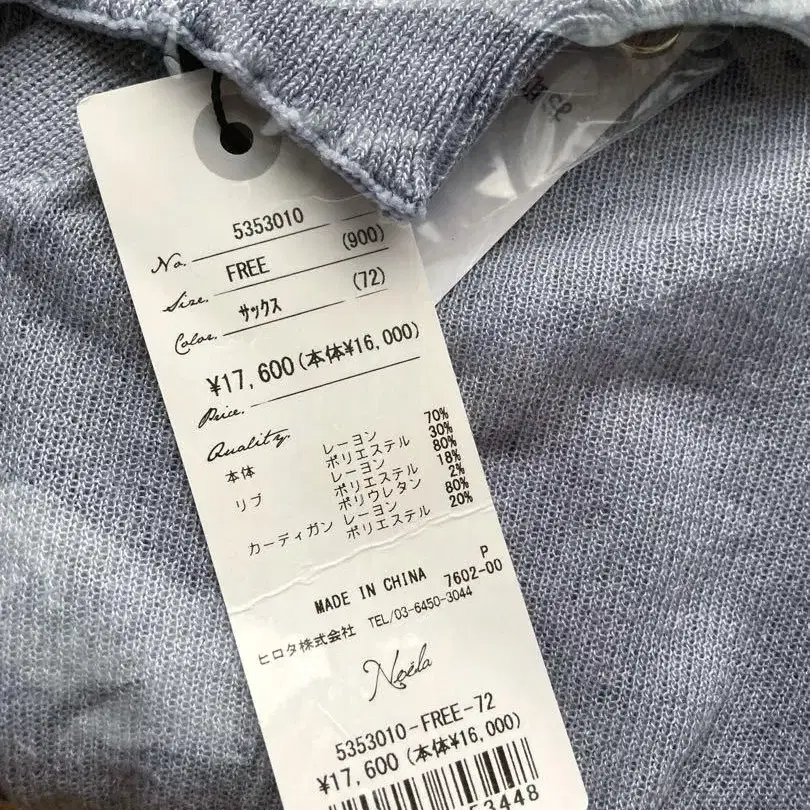 No. 5353010
Size. FREE (900)
Color. サックス (72)
¥17,600(本体¥16,000)
Price.
Quality.
本体 レーヨン 70%
ポリエステル 30%
リブ レーヨン 80%
ポリエステル 18%
ポリウレタン 2%
カーディガン レーヨン 80%
ポリエステル 20%
P
MADE IN CHINA 7602-00
ヒロタ株式会社 TEL/03-6450-3044
Noéla
5353010-FREE-72
¥17,600(本体¥16,000)
53448